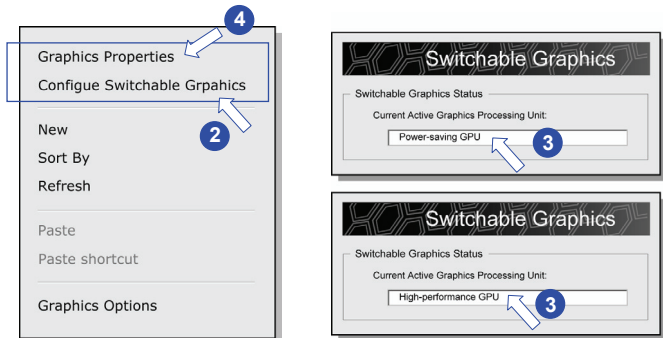 4
Graphics Properties
Configue Switchable Grpahics
2
New
Sort By
Refresh
Paste
Paste shortcut
Graphics Options
Switchable Graphics
Switchable Graphics Status
Current Active Graphics Processing Unit:
Power-saving GPU
3
Switchable Graphics
Switchable Graphics Status
Current Active Graphics Processing Unit:
High-performance GPU
3